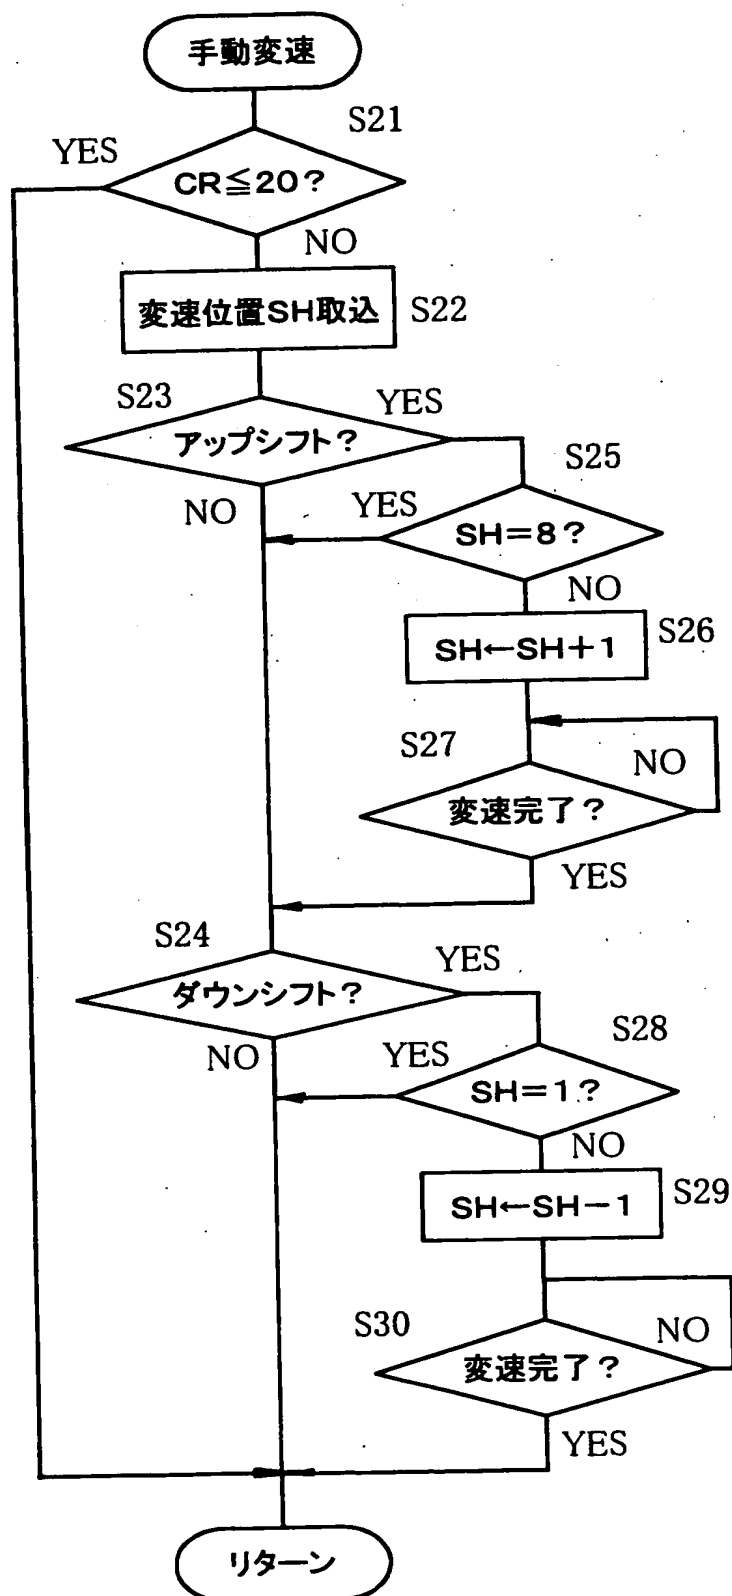 手動変速
S21
YES
CR≦20?
NO
変速位置SH取込
S22
S23
YES
アップシフト?
S25
NO
YES
SH=8?
NO
SH←SH+1
S26
S27
NO
変速完了?
YES
S24
YES
ダウンシフト?
S28
NO
YES
SH=1?
NO
SH←SH-1
S29
S30
NO
変速完了?
YES
リターン